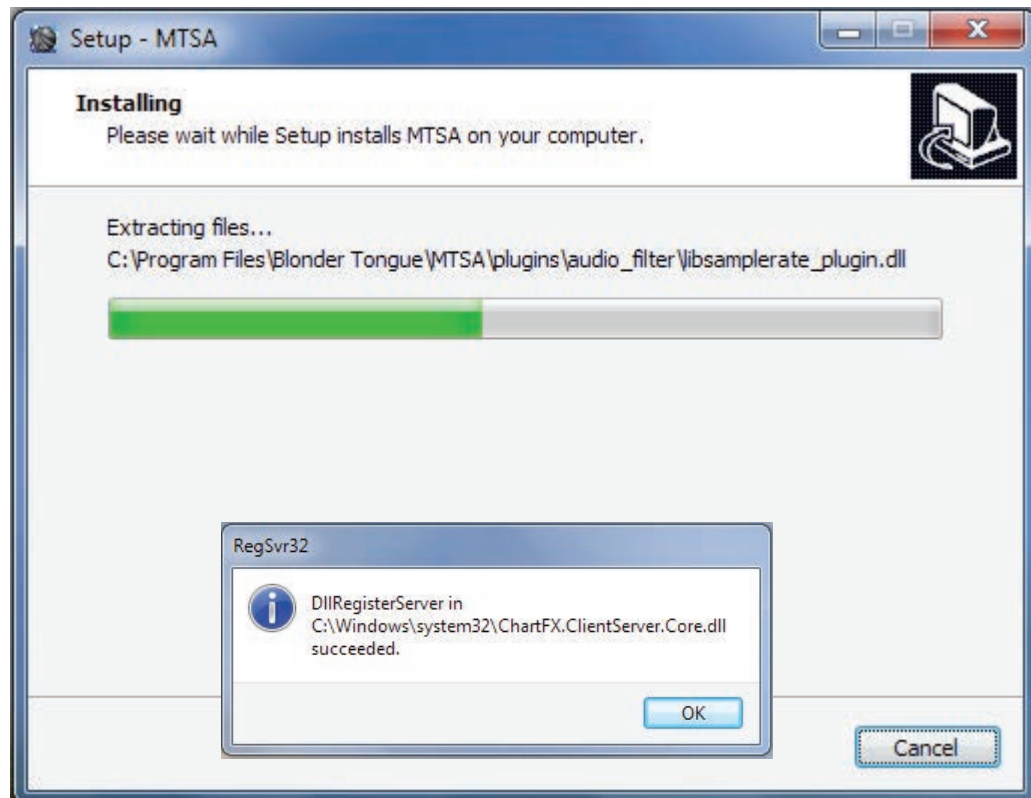 Setup - MTSA
Installing
Please wait while Setup installs MTSA on your computer.
Extracting files...
C:\Program Files\Blonder Tongue\MTSA\plugins\audio_filter\libsamplerate_plugin.dll
RegSvr32
DllRegisterServer in
C:\Windows\system32\ChartFX.ClientServer.Core.dll
succeeded.
OK
Cancel